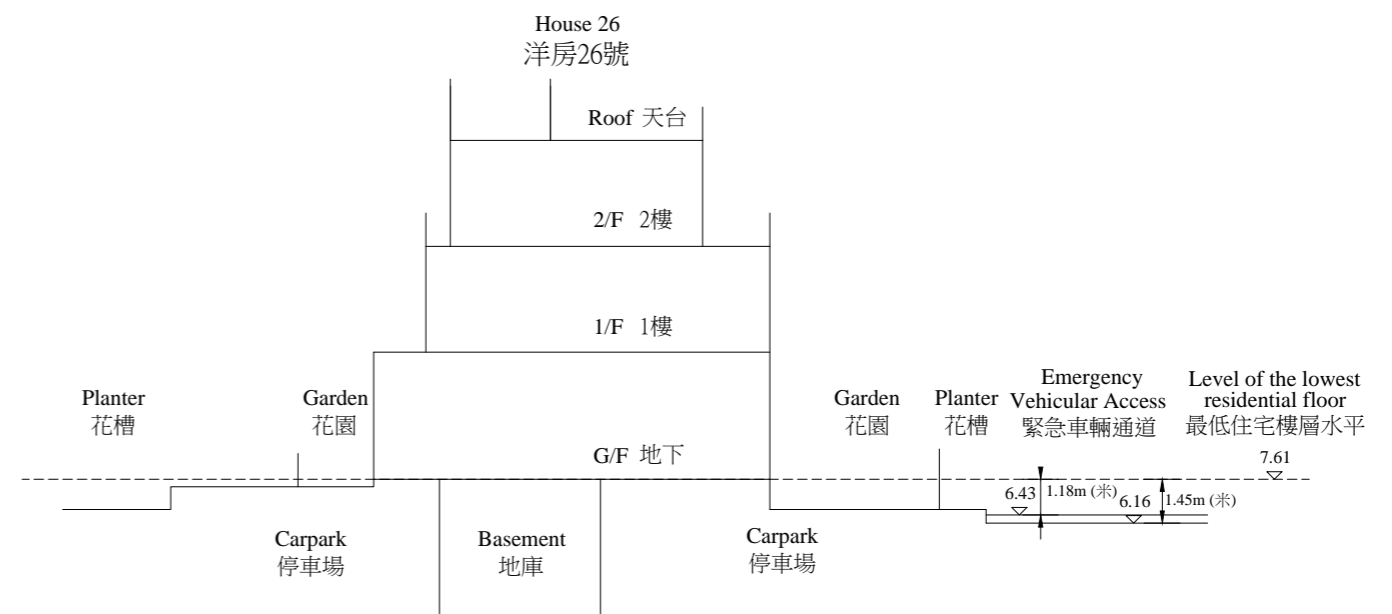 House 26
洋房26號
Roof 天台
2/F 2樓
1/F 1樓
Planter
花槽
Garden
花園
Garden
花園
Planter
花槽
Emergency
Vehicular Access
緊急車輛通道
Level of the lowest
residential floor
最低住宅樓層水平
G/F 地下
7.61
6.43
1.18m (米)
6.16
1.45m (米)
Carpark
停車場
Basement
地庫
Carpark
停車場